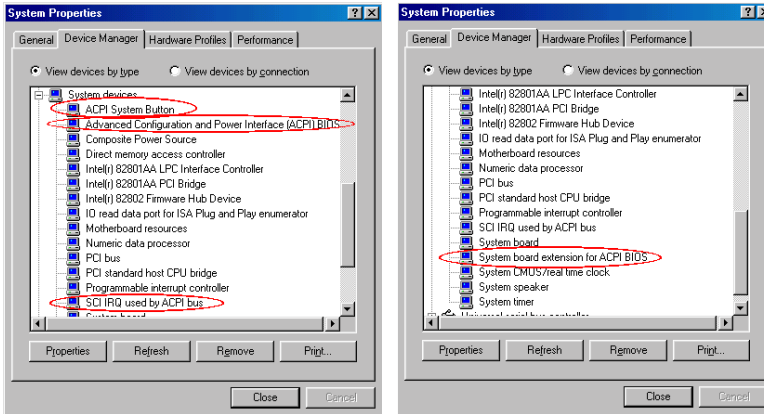 System Properties
General Device Manager Hardware Profiles Performance
View devices by type View devices by connection
System devices
ACPI System Button
Advanced Configuration and Power Interface (ACPI) BIOS
Composite Power Source
Direct memory access controller
Intel(r) 82801AA LPC Interface Controller
Intel(r) 82801AA PCI Bridge
Intel(r) 82802 Firmware Hub Device
IO read data port for ISA Plug and Play enumerator
Motherboard resources
Numeric data processor
PCI bus
PCI standard host CPU bridge
Programmable interrupt controller
SCI IRQ used by ACPI bus
System board
Properties Refresh Remove Print...
Close Cancel
System Properties
General Device Manager Hardware Profiles Performance
View devices by type View devices by connection
Intel(r) 82801AA LPC Interface Controller
Intel(r) 82801AA PCI Bridge
Intel(r) 82802 Firmware Hub Device
IO read data port for ISA Plug and Play enumerator
Motherboard resources
Numeric data processor
PCI bus
PCI standard host CPU bridge
Programmable interrupt controller
SCI IRQ used by ACPI bus
System board
System board extension for ACPI BIOS
System CMOS/real time clock
System speaker
System timer
Universal serial bus controller
Properties Refresh Remove Print...
Close Cancel